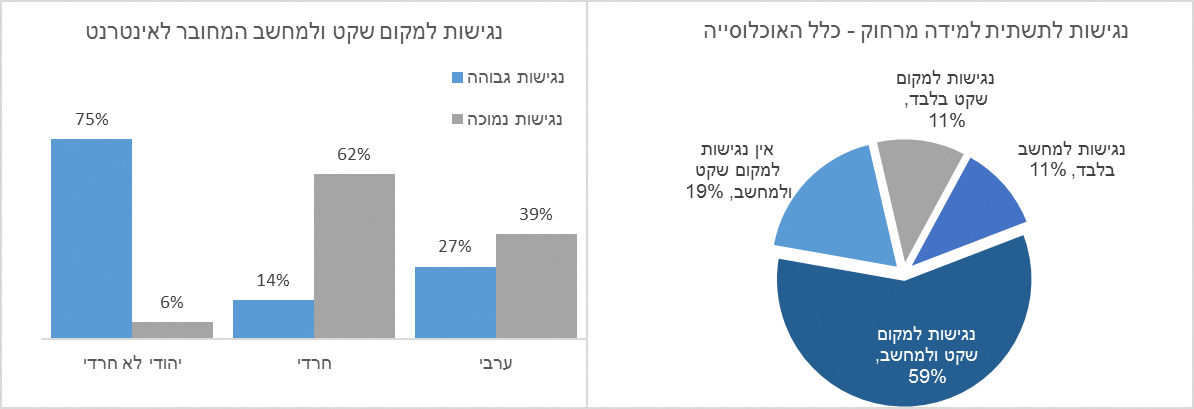 נגישות לתשתית למידה מרחוק - כלל האוכלוסייה
נגישות למקום
שקט בלבד,
11%
נגישות למחשב
בלבד, 11%
אין נגישות
למקום שקט
ולמחשב, 19%
נגישות למקום
שקט ולמחשב,
59%
נגישות למקום שקט ולמחשב המחובר לאינטרנט
נגישות גבוהה
נגישות נמוכה
75%
6%
14%
62%
27%
39%
יהודי לא חרדי
חרדי
ערבי